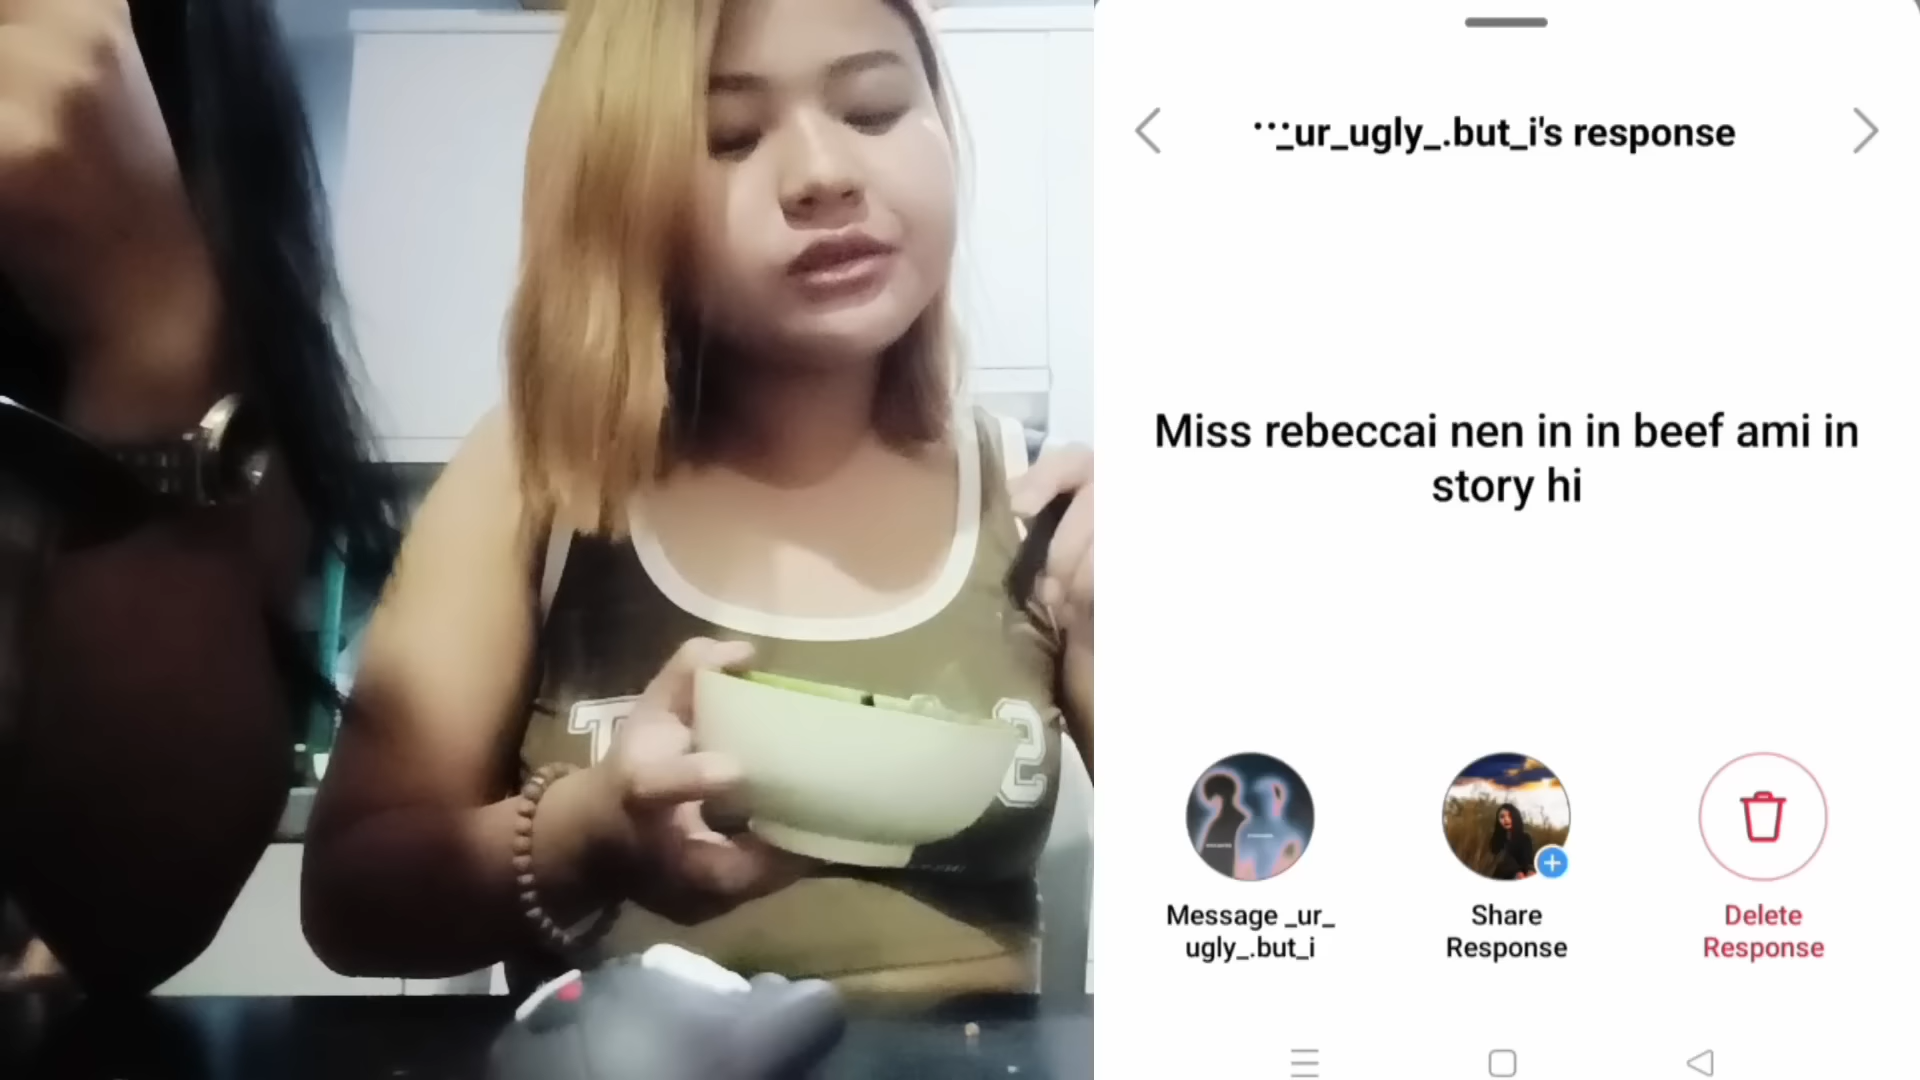 ···_ur_ugly_.but_i's response
Miss rebeccai nen in in beef ami in
story hi
Message _ur_
ugly_.but_i
Share
Response
Delete
Response